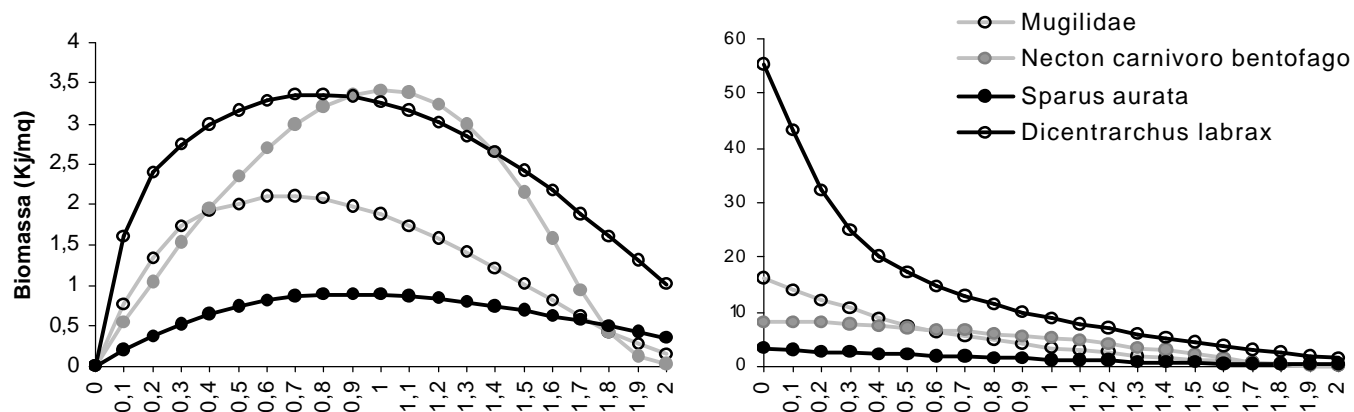 Biomassa (Kj/mq)
4
3,5
3
2,5
2
1,5
1
0,5
0
0 0,1 0,2 0,3 0,4 0,5 0,6 0,7 0,8 0,9 1 1,1 1,2 1,3 1,4 1,5 1,6 1,7 1,8 1,9 2
60
50
40
30
20
10
0
0 0,1 0,2 0,3 0,4 0,5 0,6 0,7 0,8 0,9 1 1,1 1,2 1,3 1,4 1,5 1,6 1,7 1,8 1,9 2
Mugilidae
Necton carnivoro bentofago
Sparus aurata
Dicentrarchus labrax